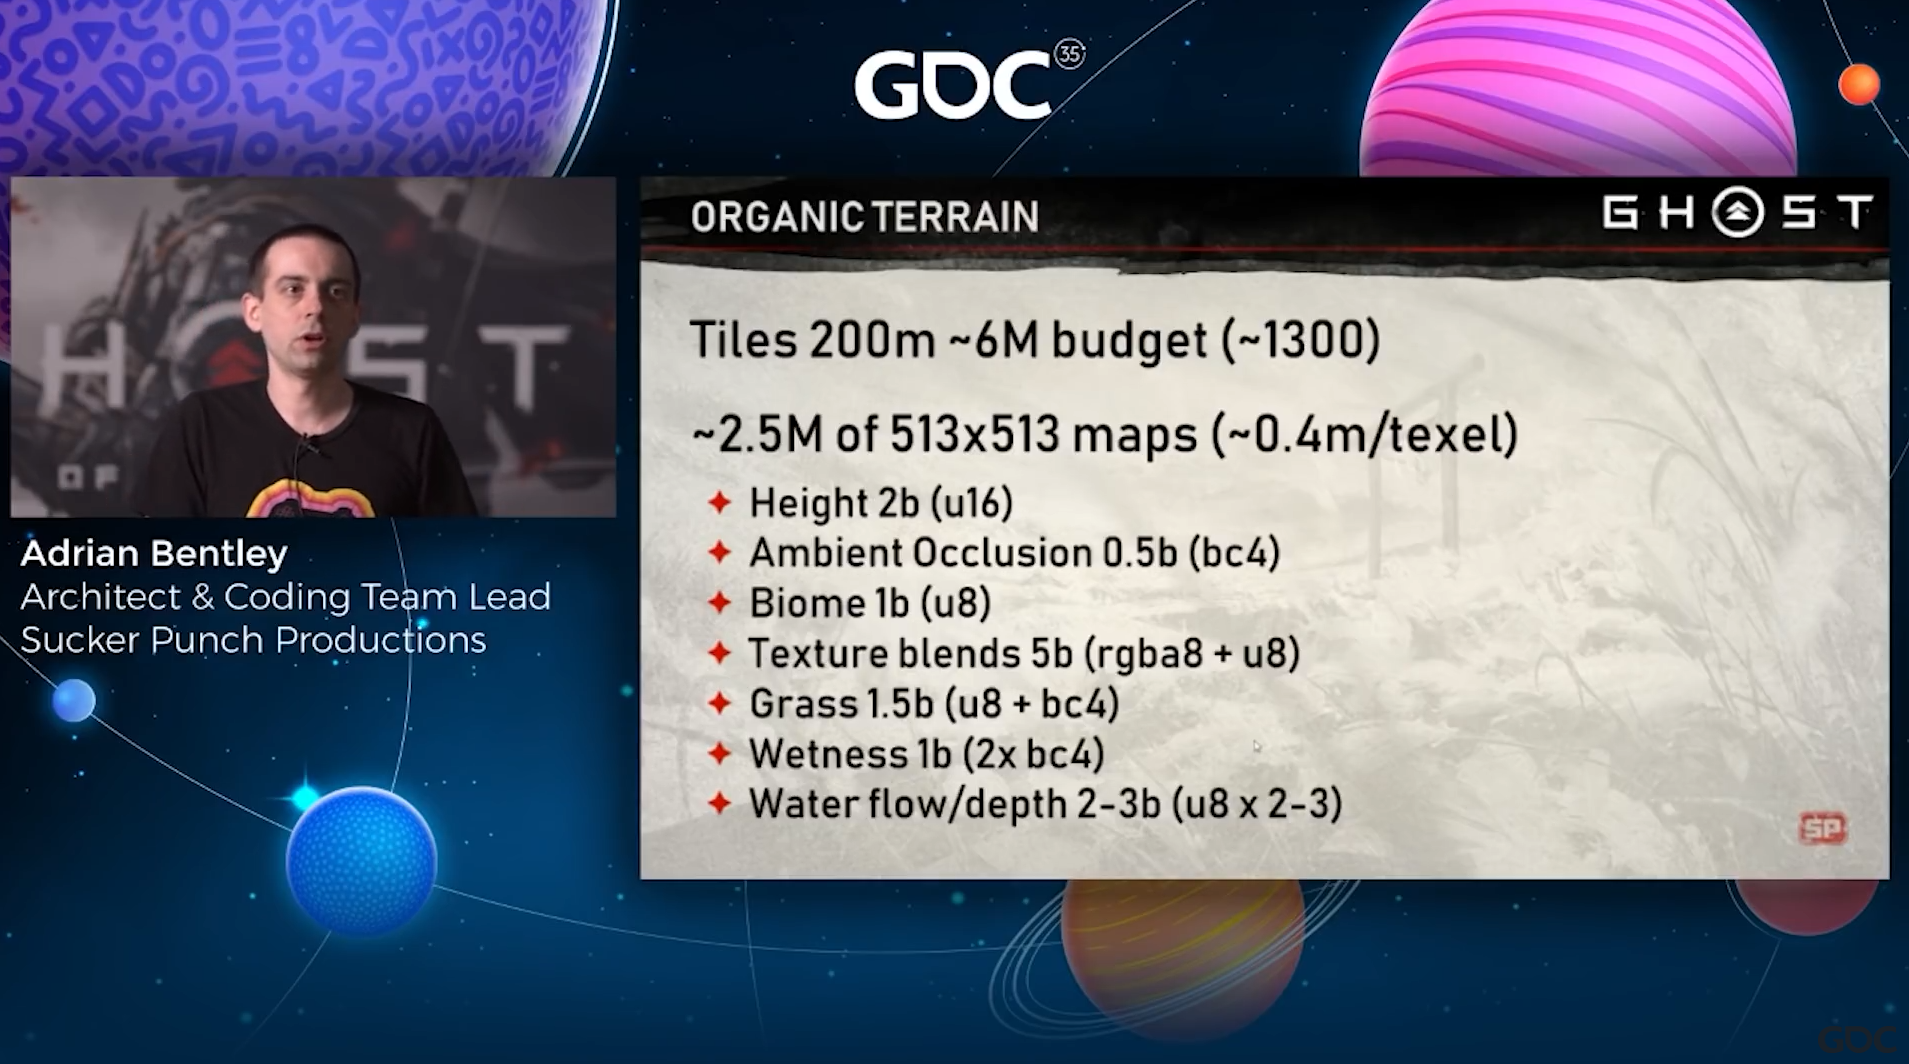 GDC 35
ORGANIC TERRAIN
GHOST
Tiles 200m ~6M budget (~1300)
~2.5M of 513x513 maps (~0.4m/texel)
Height 2b (u16)
Ambient Occlusion 0.5b (bc4)
Biome 1b (u8)
Texture blends 5b (rgba8 + u8)
Grass 1.5b (u8 + bc4)
Wetness 1b (2x bc4)
Water flow/depth 2-3b (u8 x 2-3)
SP
H ST
OF
Adrian Bentley
Architect & Coding Team Lead
Sucker Punch Productions
GDC